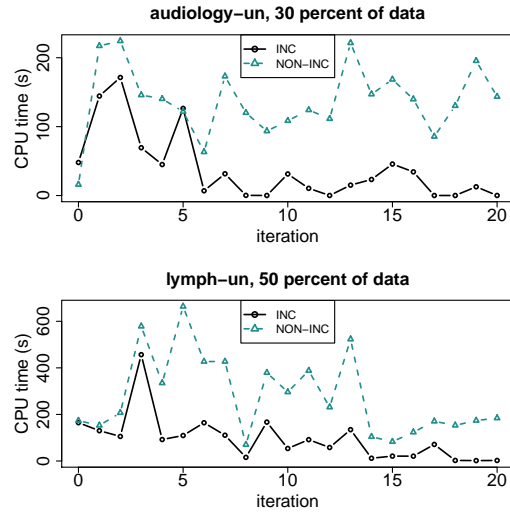 audiology−un, 30 percent of data
CPU time (s)
200
100
0
INC
NON−INC
0 5 10 15 20
iteration
lymph−un, 50 percent of data
CPU time (s)
600
400
200
0
INC
NON−INC
0 5 10 15 20
iteration